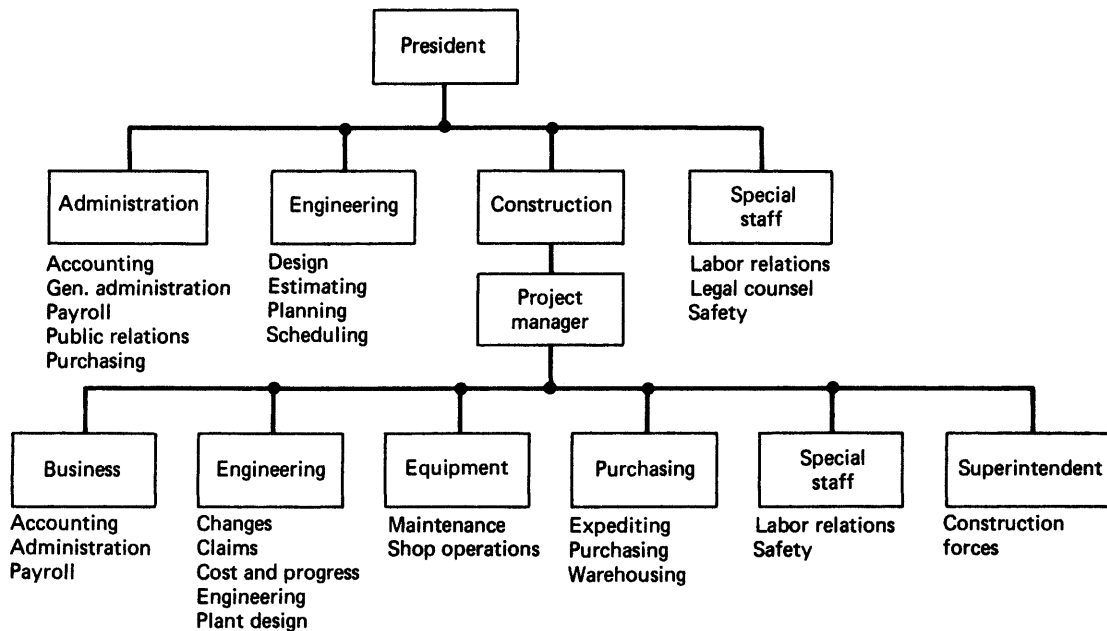 President
Administration
Engineering
Construction
Special
staff
Accounting
Gen. administration
Payroll
Public relations
Purchasing
Design
Estimating
Planning
Scheduling
Project
manager
Labor relations
Legal counsel
Safety
Business
Engineering
Equipment
Purchasing
Special
staff
Superintendent
Accounting
Administration
Payroll
Changes
Claims
Cost and progress
Engineering
Plant design
Maintenance
Shop operations
Expediting
Purchasing
Warehousing
Labor relations
Safety
Construction
forces